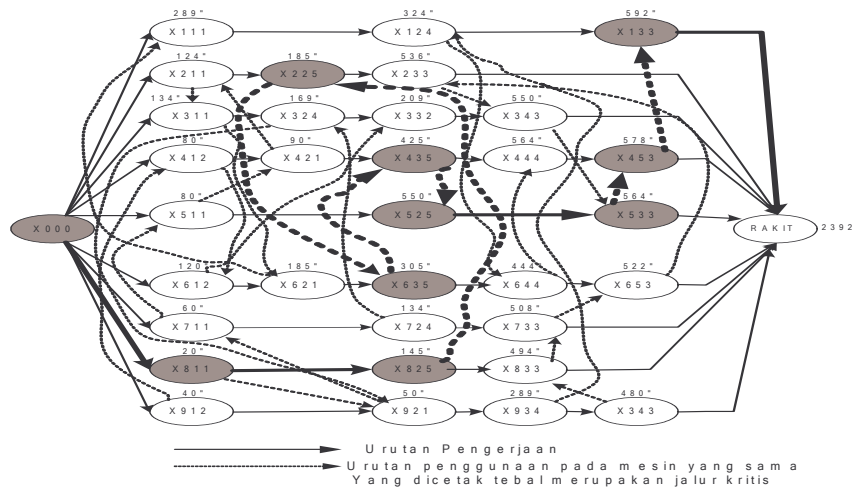 289" 324" 592"
X111 X124 X133
124" 185" 536"
X211 X225 X233
134" 169" 209" 550"
X311 X324 X332 X343
80" 90" 425" 564" 578"
X412 X421 X435 X444 X453
80" 550" 564"
X511 X525 X533
X000 RAKIT 2392
120" 185" 305" 444" 522"
X612 X621 X635 X644 X653
60" 134" 508"
X711 X724 X733
20" 145" 494"
X811 X825 X833
40" 50" 289" 480"
X912 X921 X934 X343
Urutan Pengerjaan
Urutan penggunaan pada mesin yang sama
Yang dicetak tebal merupakan jalur kritis